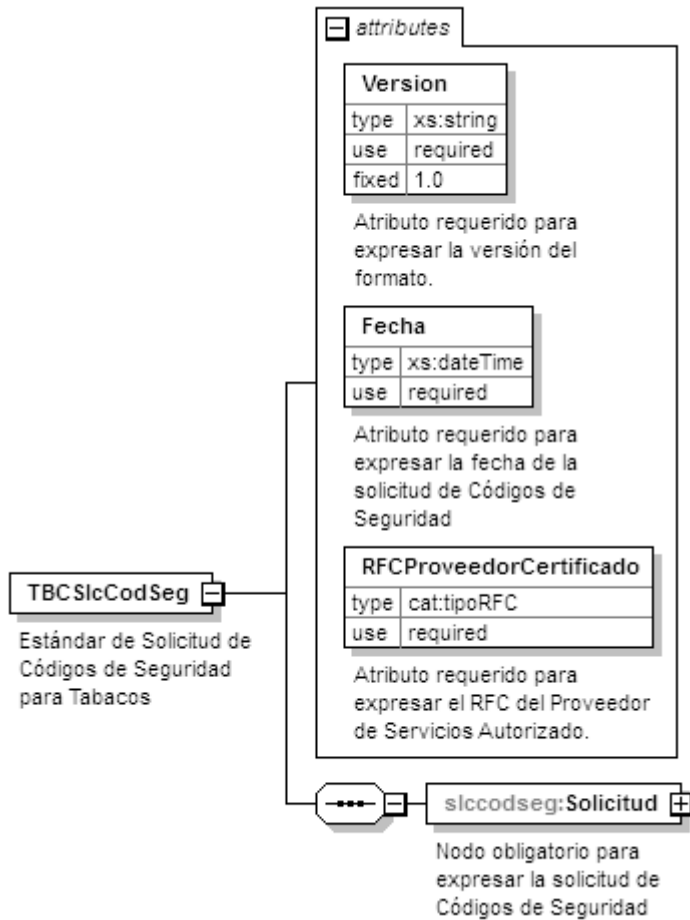 attributes
Version
type xs:string
use required
fixed 1.0
Atributo requerido para
expresar la versión del
formato.
Fecha
type xs:dateTime
use required
Atributo requerido para
expresar la fecha de la
solicitud de Códigos de
Seguridad
RFCProveedorCertificado
type cat:tipoRFC
use required
Atributo requerido para
expresar el RFC del Proveedor
de Servicios Autorizado.
TBCSlcCodSeg
Estándar de Solicitud de
Códigos de Seguridad
para Tabacos
slccodseg:Solicitud
Nodo obligatorio para
expresar la solicitud de
Códigos de Seguridad